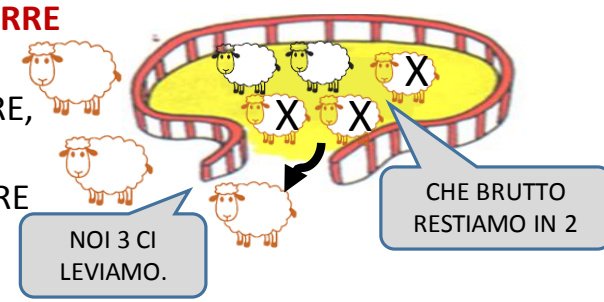 RRE
RE,
RE
X
X
X
CHE BRUTTO
RESTIAMO IN 2
NOI 3 CI
LEVIAMO.